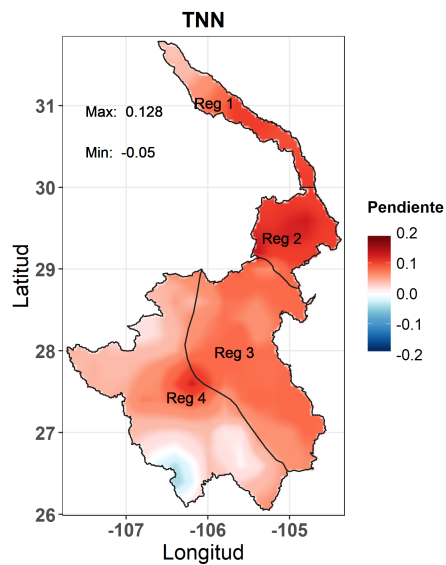 TNN
31
30
29
28
27
26
Latitud
Max: 0.128
Min: -0.05
Reg 1
Reg 2
Reg 3
Reg 4
-107
-106
-105
Longitud
Pendiente
0.2
0.1
0.0
-0.1
-0.2